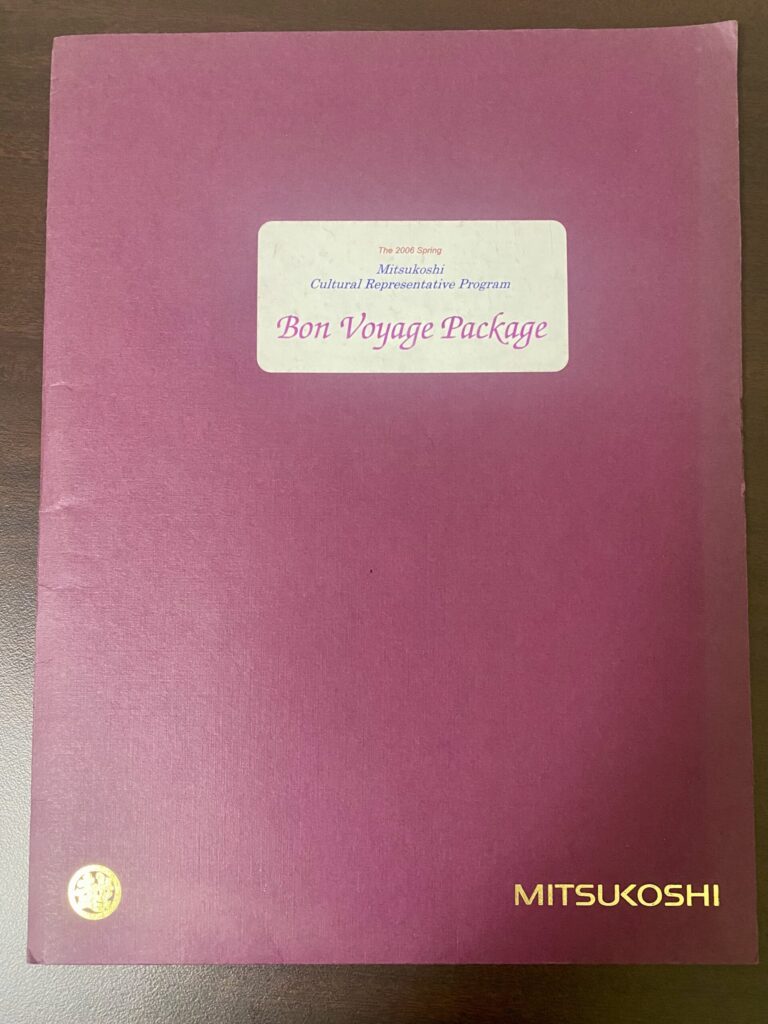 The 2006 Spring
Mitsukoshi
Cultural Representative Program
Bon Voyage Package
MITSUKOSHI